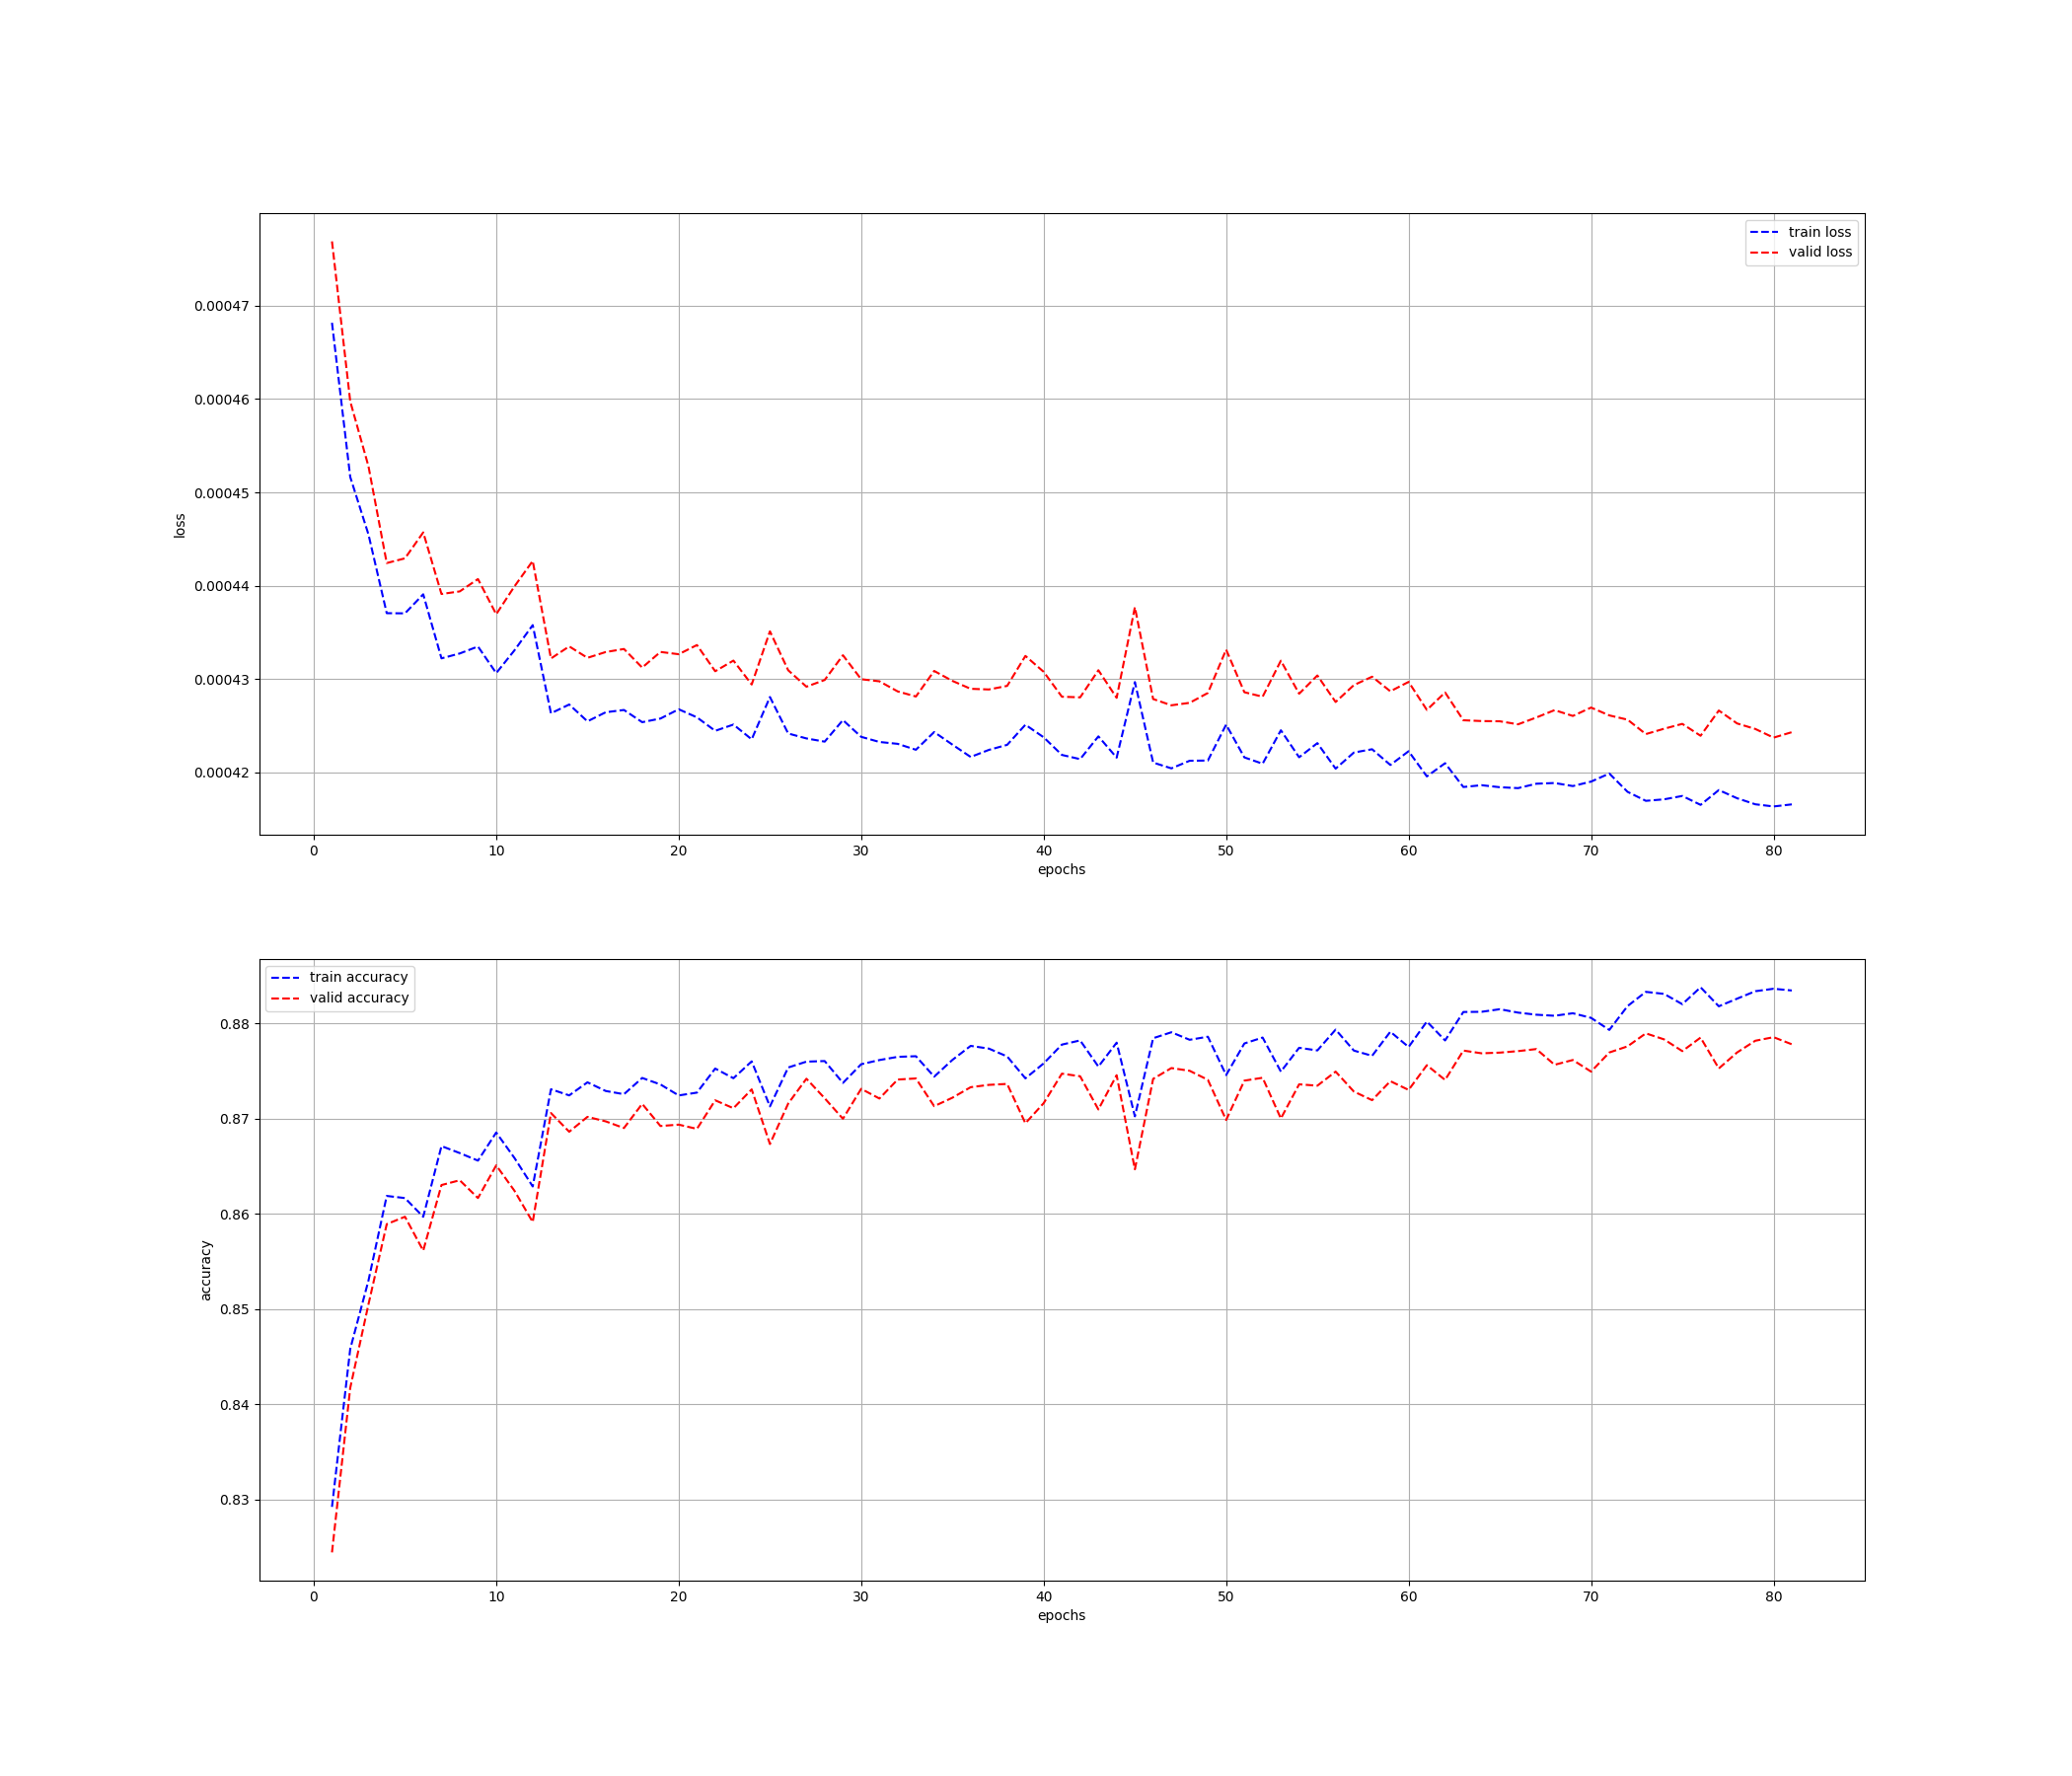 train loss
valid loss
0.00047
0.00046
0.00045
0.00044
0.00043
0.00042
loss
0 10 20 30 40 50 60 70 80
epochs
train accuracy
valid accuracy
0.88
0.87
0.86
0.85
0.84
0.83
accuracy
0 10 20 30 40 50 60 70 80
epochs